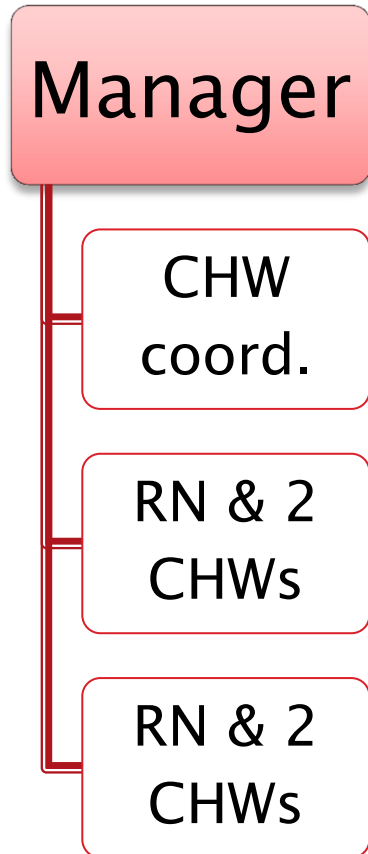 Manager
CHW
coord.
RN & 2
CHWs
RN & 2
CHWs